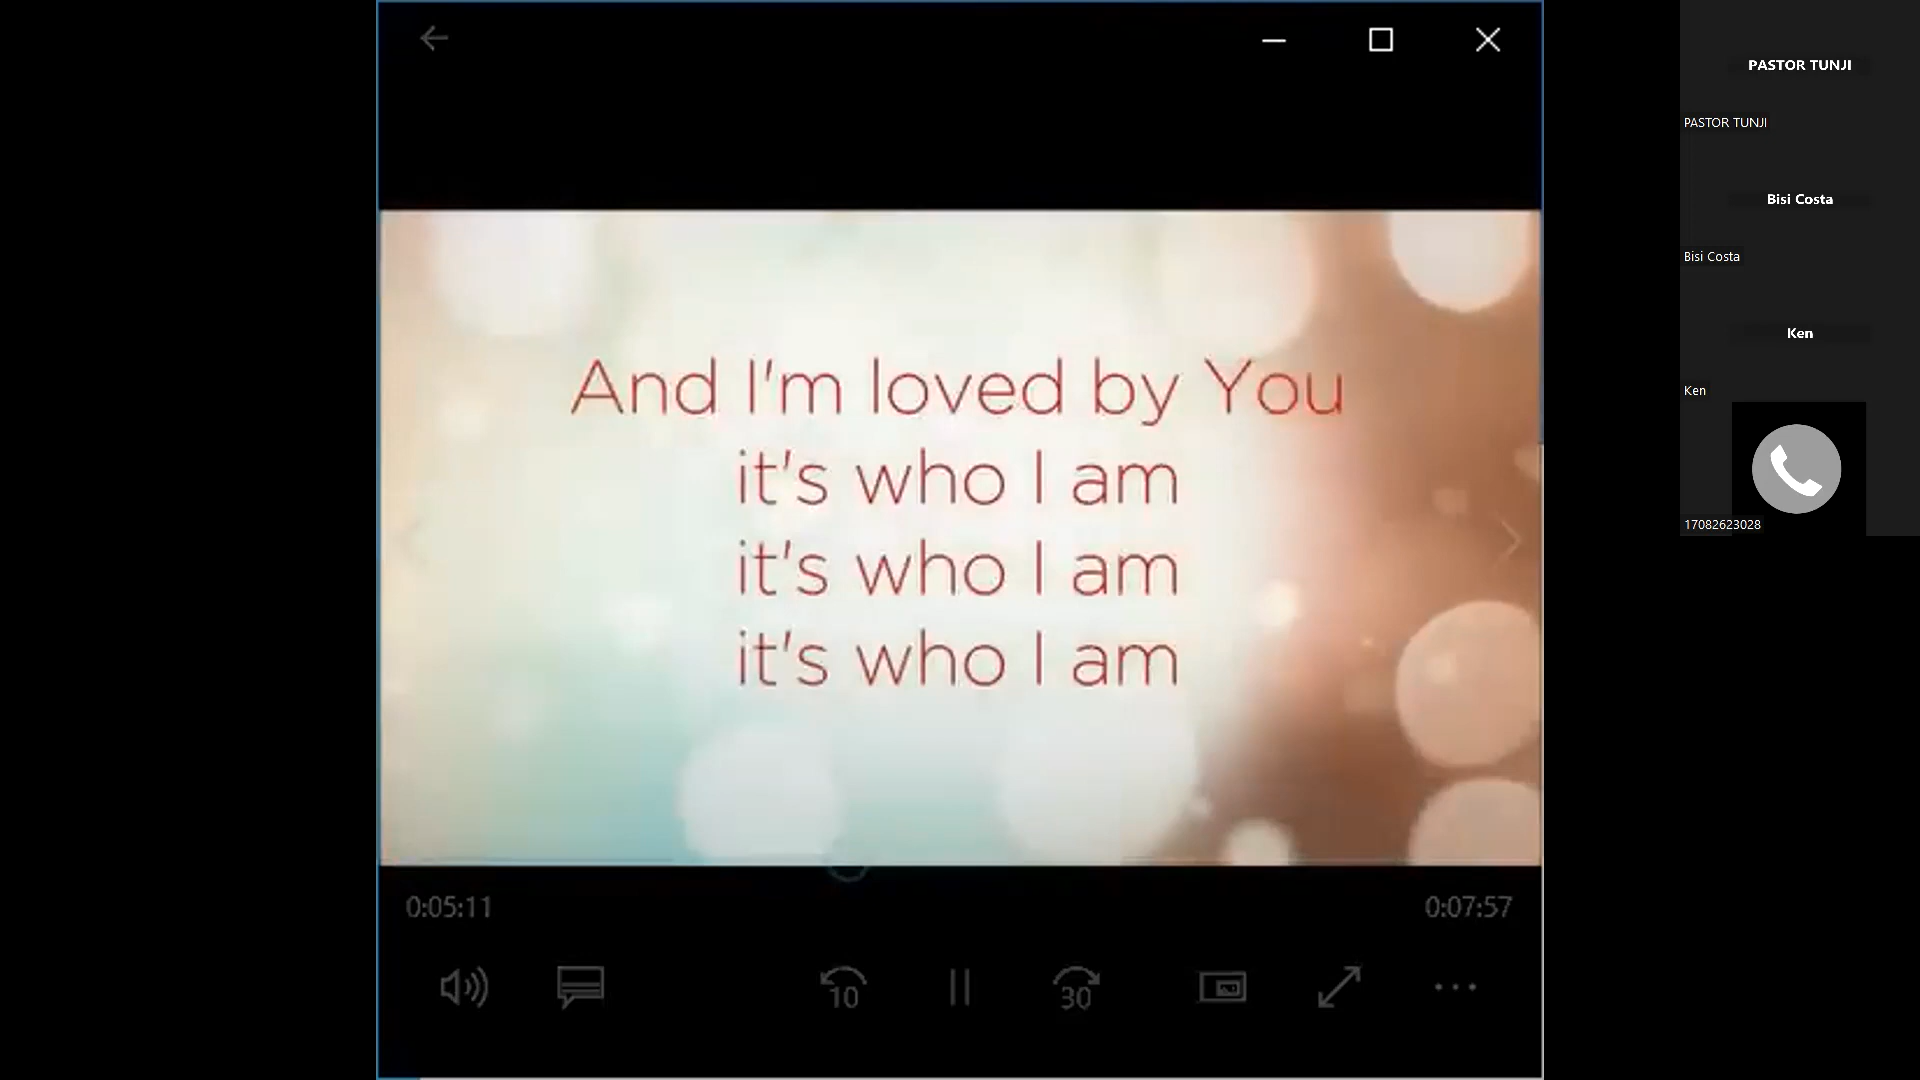 And I'm loved by You
it's who I am
it's who I am
it's who I am
0:05:11
0:07:57
10
30
PASTOR TUNJI
PASTOR TUNJI
Bisi Costa
Bisi Costa
Ken
Ken
17082623028